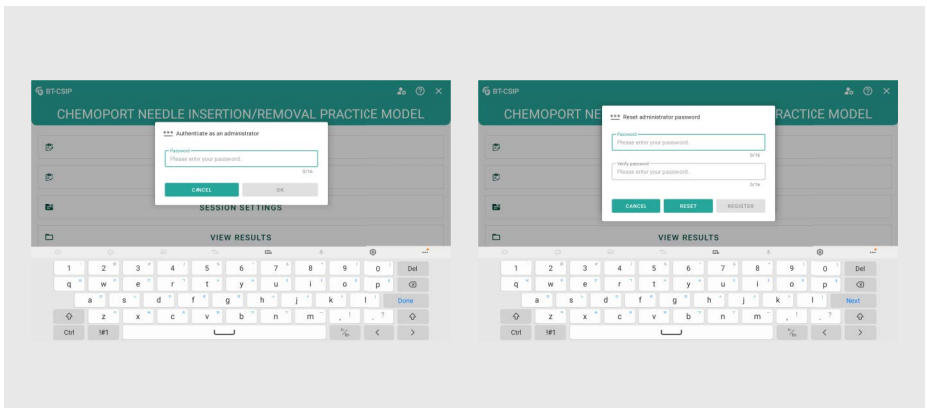 BT-CSIP
CHEMOPORT NEEDLE INSERTION/REMOVAL PRACTICE MODEL
*** Authenticate as an administrator
Password
Please enter your password.
0/16
CANCEL OK
SESSION SETTINGS
VIEW RESULTS
1 2 3 4 5 6 7 8 9 0 Del
q w e r t y u i o p
a s d f g h j k l Done
z x c v b n m , ! . ?
Ctrl !#1 < >
BT-CSIP
CHEMOPORT NE RACTICE MODEL
*** Reset administrator password
Password
Please enter your password.
0/16
Verify password
Please enter your password.
0/16
CANCEL RESET REGISTER
VIEW RESULTS
1 2 3 4 5 6 7 8 9 0 Del
q w e r t y u i o p
a s d f g h j k l Next
z x c v b n m , ! . ?
Ctrl !#1 < >